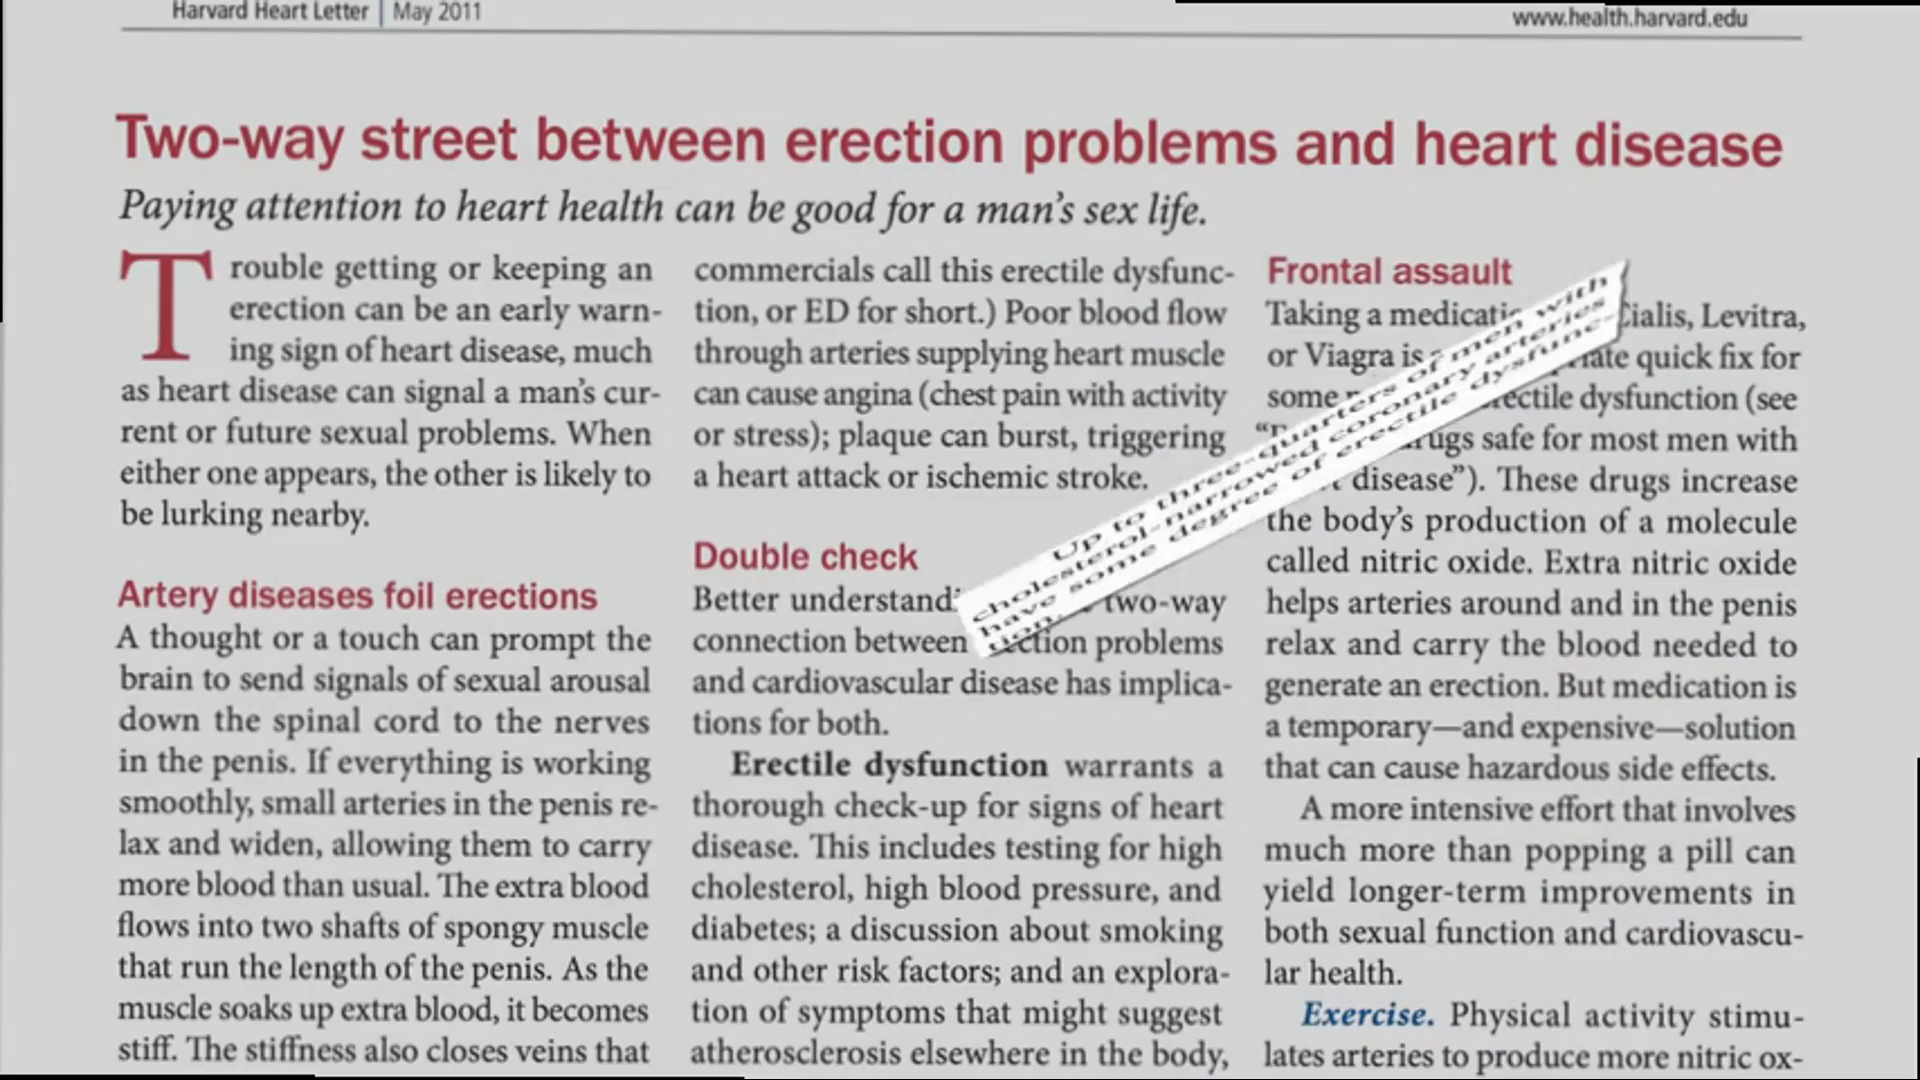 Harvard Heart Letter | May 2011
www.health.harvard.edu
Two-way street between erection problems and heart disease
Paying attention to heart health can be good for a man's sex life.
Trouble getting or keeping an
erection can be an early warn-
ing sign of heart disease, much
as heart disease can signal a man's cur-
rent or future sexual problems. When
either one appears, the other is likely to
be lurking nearby.
Artery diseases foil erections
A thought or a touch can prompt the
brain to send signals of sexual arousal
down the spinal cord to the nerves
in the penis. If everything is working
smoothly, small arteries in the penis re-
lax and widen, allowing them to carry
more blood than usual. The extra blood
flows into two shafts of spongy muscle
that run the length of the penis. As the
muscle soaks up extra blood, it becomes
stiff. The stiffness also closes veins that
commercials call this erectile dysfunc-
tion, or ED for short.) Poor blood flow
through arteries supplying heart muscle
can cause angina (chest pain with activity
or stress); plaque can burst, triggering
a heart attack or ischemic stroke.
Double check
Better two-way
connection between problems
and cardiovascular disease has implica-
tions for both.
Erectile dysfunction warrants a
thorough check-up for signs of heart
disease. This includes testing for high
cholesterol, high blood pressure, and
diabetes; a discussion about smoking
and other risk factors; and an explora-
tion of symptoms that might suggest
atherosclerosis elsewhere in the body,
Up to three-quarters of men with
cholesterol-narrowed coronary arteries
have some degree of erectile dysfunc-
tion.
Frontal assault
Taking a Cialis, Levitra,
or Viagra is quick fix for
some dysfunction (see
safe for most men with
disease"). These drugs increase
the body's production of a molecule
called nitric oxide. Extra nitric oxide
helps arteries around and in the penis
relax and carry the blood needed to
generate an erection. But medication is
a temporary—and expensive—solution
that can cause hazardous side effects.
A more intensive effort that involves
much more than popping a pill can
yield longer-term improvements in
both sexual function and cardiovascu-
lar health.
Exercise. Physical activity stimu-
lates arteries to produce more nitric ox-